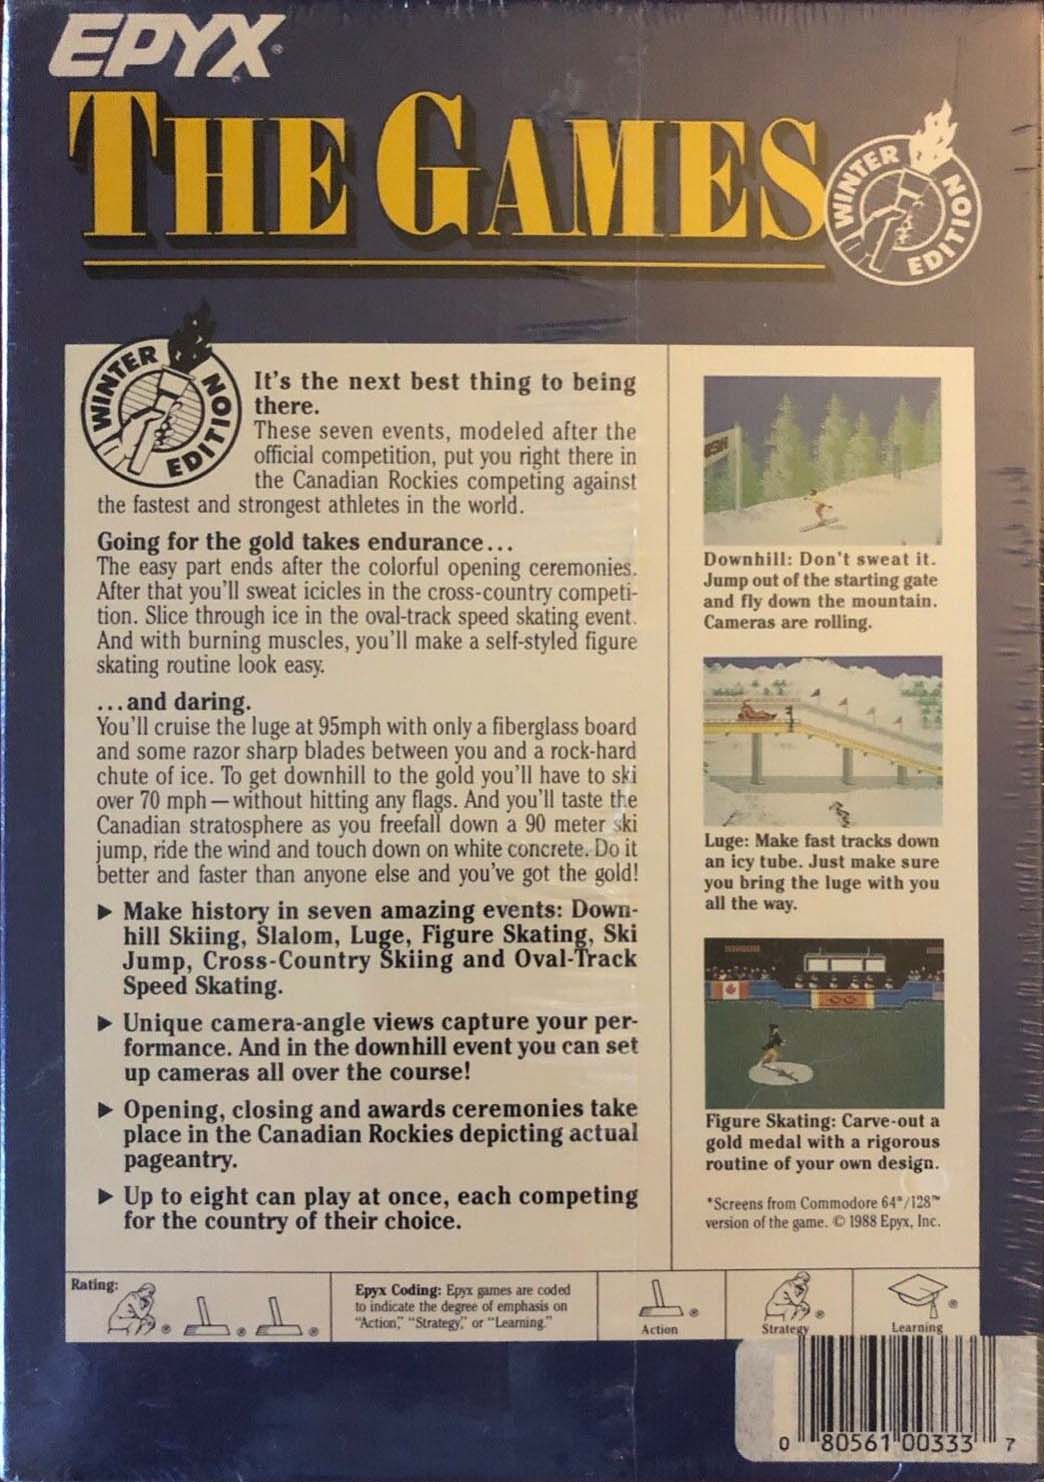 EPYX®
THE GAMES
WINTER EDITION
WINTER EDITION
It's the next best thing to being
there.
These seven events, modeled after the
official competition, put you right there in
the Canadian Rockies competing against
the fastest and strongest athletes in the world.
Going for the gold takes endurance...
The easy part ends after the colorful opening ceremonies.
After that you'll sweat icicles in the cross-country competi-
tion. Slice through ice in the oval-track speed skating event.
And with burning muscles, you'll make a self-styled figure
skating routine look easy.
...and daring.
You'll cruise the luge at 95mph with only a fiberglass board
and some razor sharp blades between you and a rock-hard
chute of ice. To get downhill to the gold you'll have to ski
over 70 mph — without hitting any flags. And you'll taste the
Canadian stratosphere as you freefall down a 90 meter ski
jump, ride the wind and touch down on white concrete. Do it
better and faster than anyone else and you've got the gold!
▶ Make history in seven amazing events: Down-
hill Skiing, Slalom, Luge, Figure Skating, Ski
Jump, Cross-Country Skiing and Oval-Track
Speed Skating.
▶ Unique camera-angle views capture your per-
formance. And in the downhill event you can set
up cameras all over the course!
▶ Opening, closing and awards ceremonies take
place in the Canadian Rockies depicting actual
pageantry.
▶ Up to eight can play at once, each competing
for the country of their choice.
Downhill: Don't sweat it.
Jump out of the starting gate
and fly down the mountain.
Cameras are rolling.
Luge: Make fast tracks down
an icy tube. Just make sure
you bring the luge with you
all the way.
Figure Skating: Carve-out a
gold medal with a rigorous
routine of your own design.
*Screens from Commodore 64®/128™
version of the game. © 1988 Epyx, Inc.
Rating:
® ® ®
Epyx Coding: Epyx games are coded
to indicate the degree of emphasis on
"Action," "Strategy," or "Learning."
® Action
® Strategy
® Learning
0 80561 00333 7